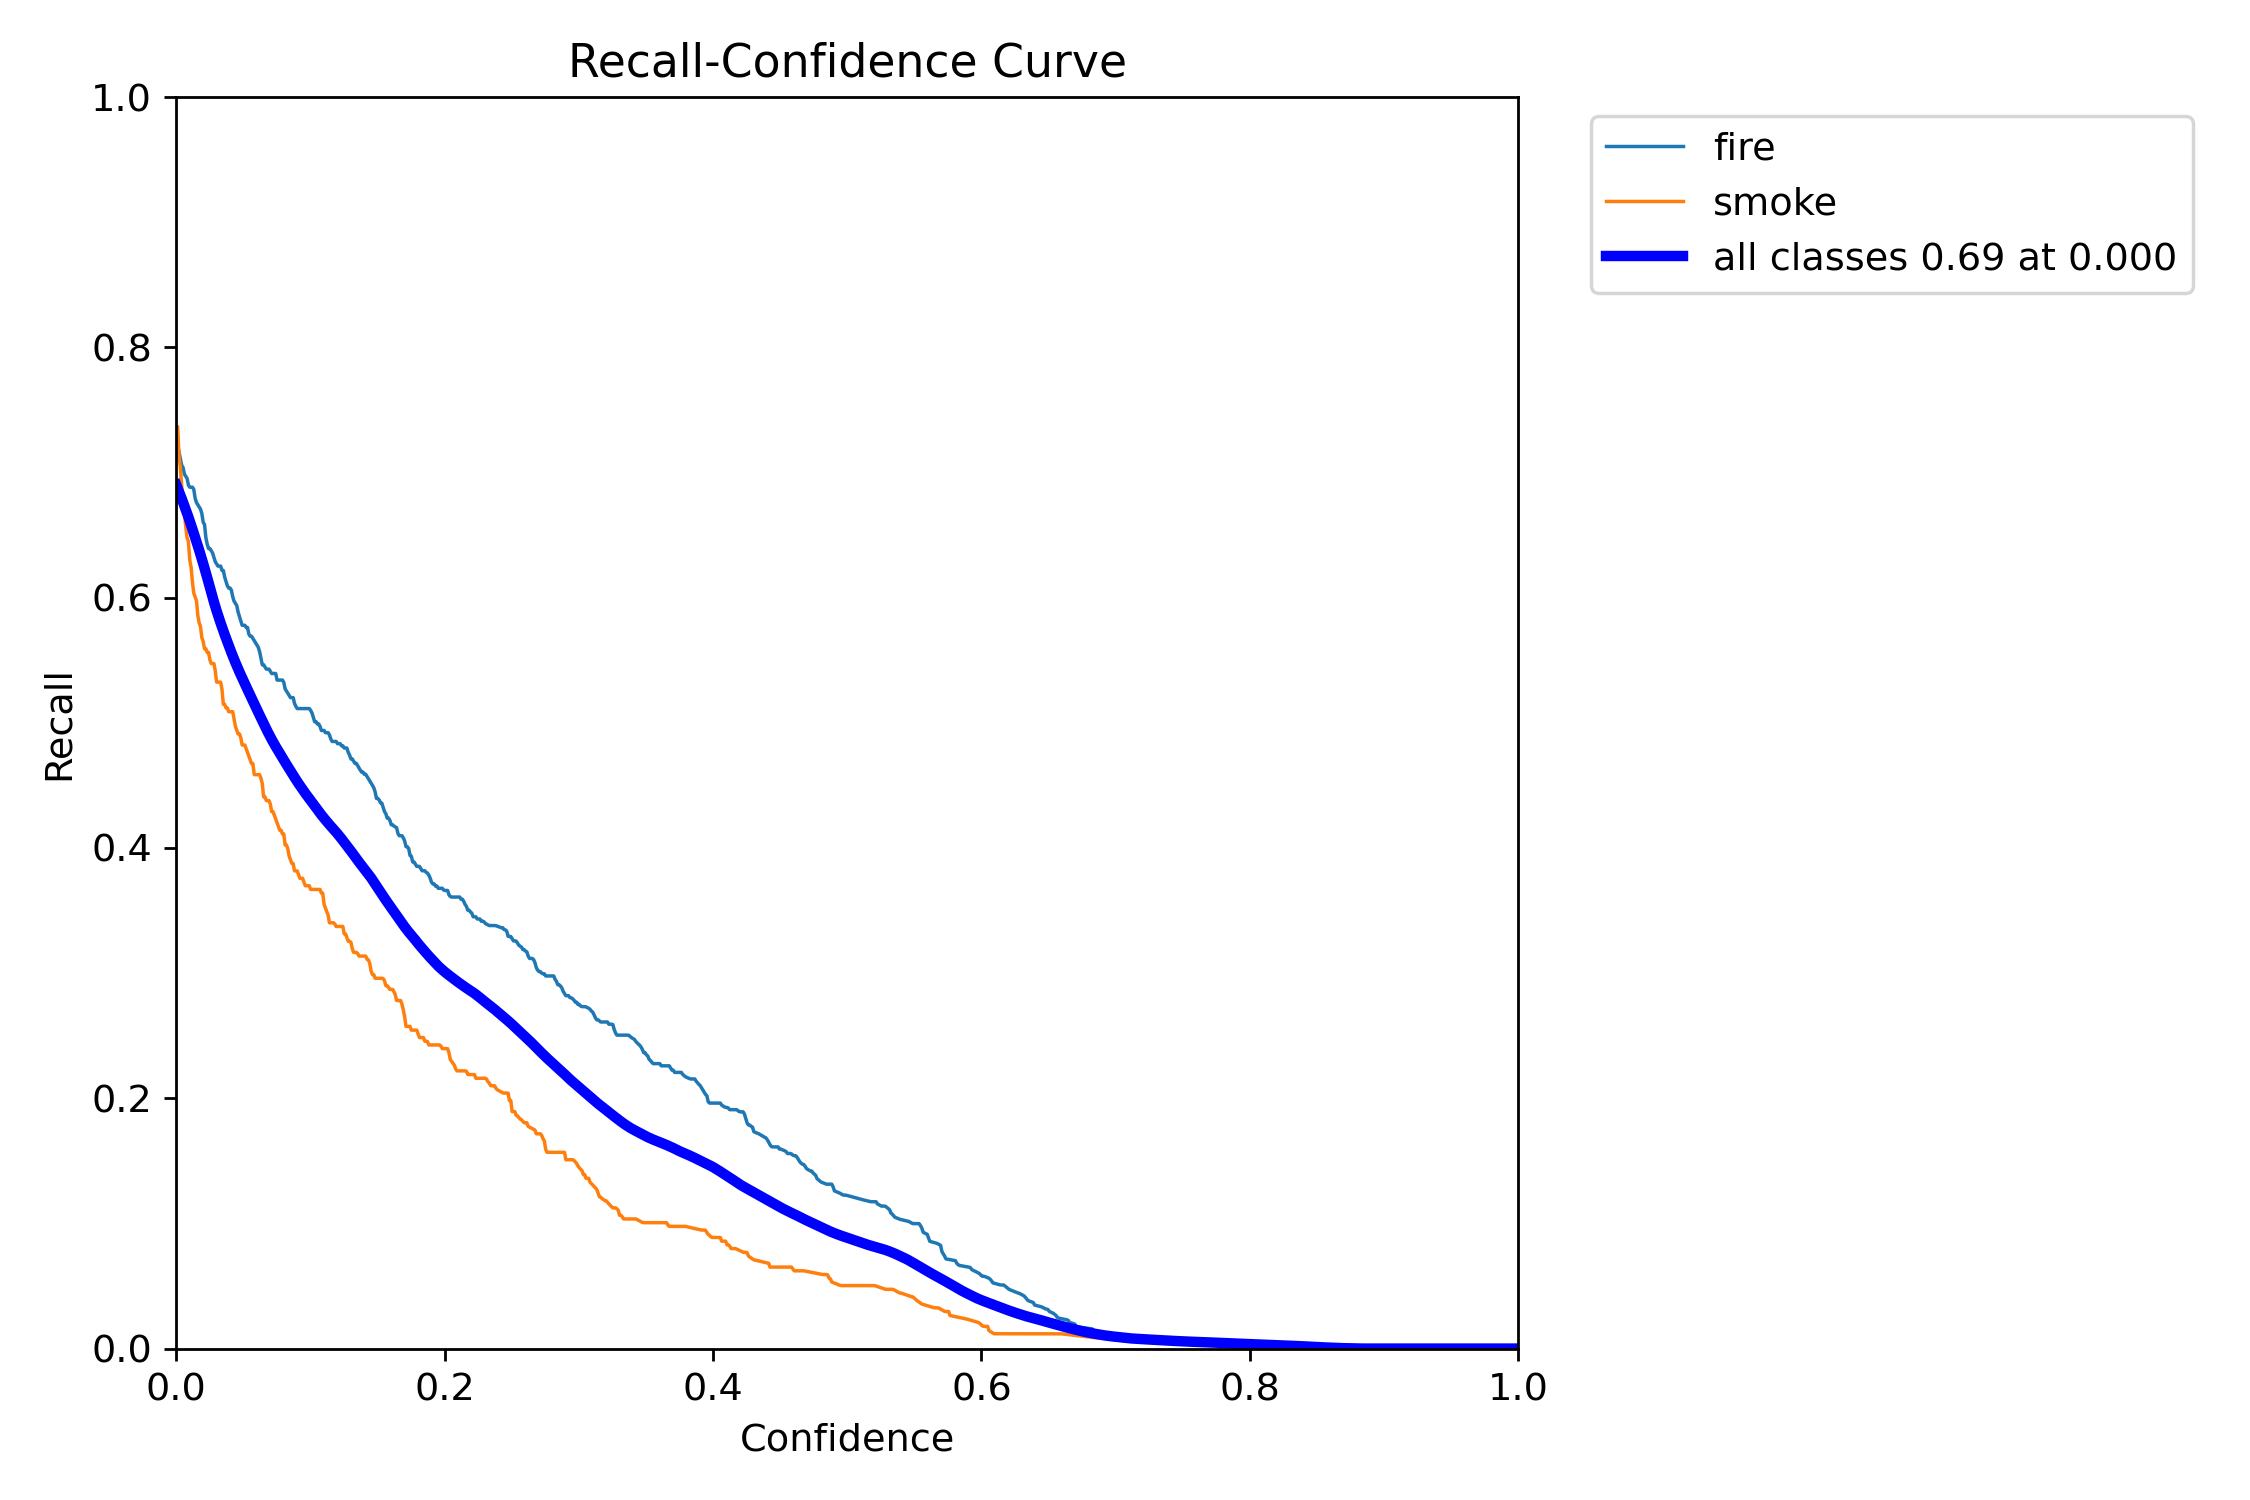 Recall-Confidence Curve
1.0
0.8
0.6
0.4
0.2
0.0
Recall
0.0 0.2 0.4 0.6 0.8 1.0
Confidence
fire
smoke
all classes 0.69 at 0.000